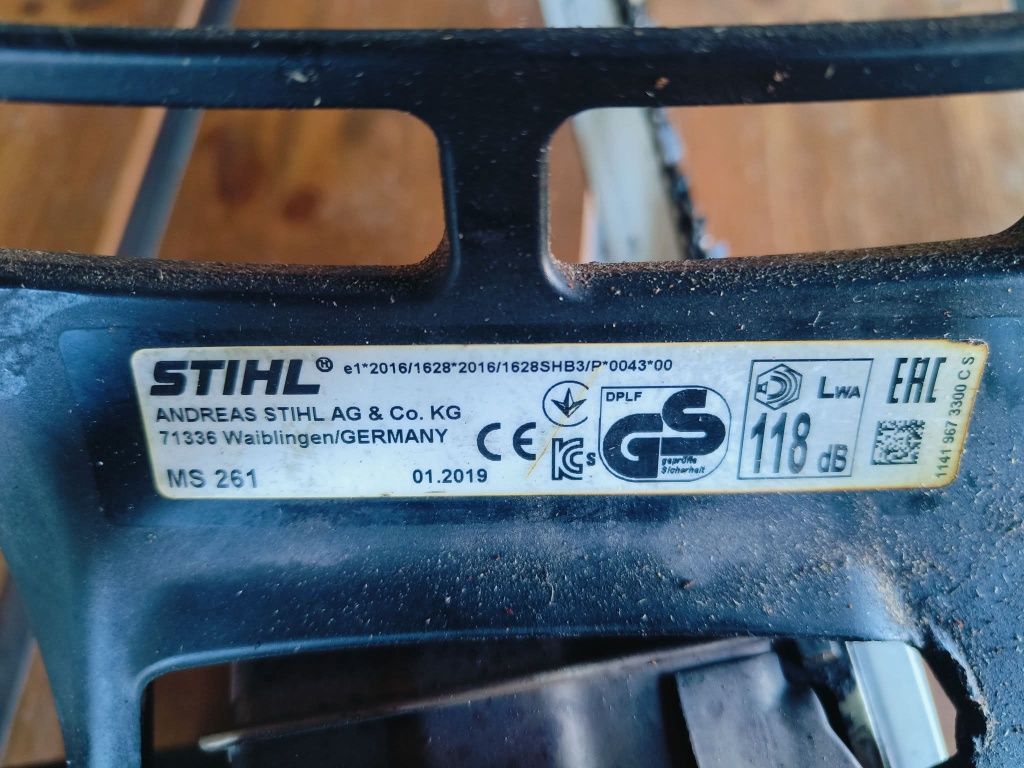 STIHL® e1*2016/1628*2016/1628SHB3/P*0043*00
ANDREAS STIHL AG & Co. KG
71336 Waiblingen/GERMANY
MS 261 01.2019
CE
KC s
DPLF
GS
geprüfte
Sicherheit
LWA
118 dB
EAC
1141 967 3300 C S